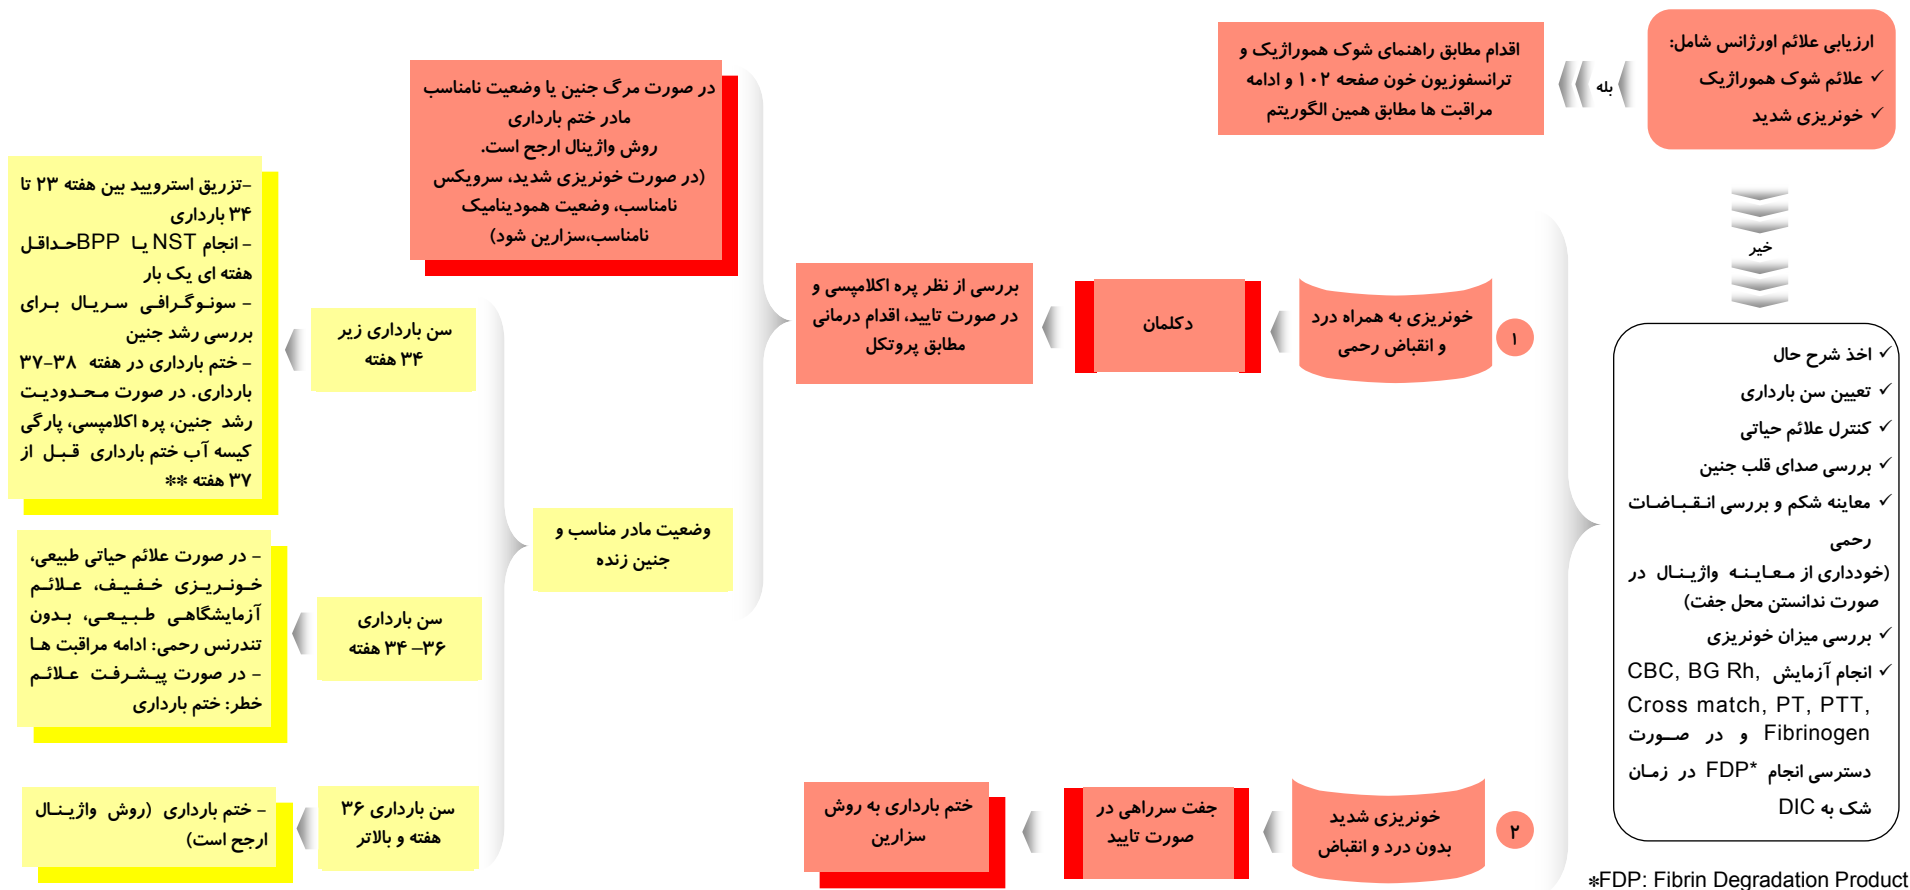 ارزیابی علائم اورژانس شامل:
✓ علائم شوک هموراژیک
✓ خونریزی شدید
بله
اقدام مطابق راهنمای شوک هموراژیک و
ترانسفوزیون خون صفحه ۱۰۲ و ادامه
مراقبت ها مطابق همین الگوریتم
خیر
✓ اخذ شرح حال
✓ تعیین سن بارداری
✓ کنترل علائم حیاتی
✓ بررسی صدای قلب جنین
✓ معاینه شکم و بررسی انقباضات
رحمی
(خودداری از معاینه واژینال در
صورت ندانستن محل جفت)
✓ بررسی میزان خونریزی
✓ انجام آزمایش CBC, BG Rh,
Cross match, PT, PTT,
Fibrinogen و در صورت
دسترسی انجام FDP* در زمان
شک به DIC
۱
خونریزی به همراه درد
و انقباض رحمی
دکلمان
بررسی از نظر پره اکلامپسی و
در صورت تایید، اقدام درمانی
مطابق پروتکل
در صورت مرگ جنین یا وضعیت نامناسب
مادر ختم بارداری
روش واژینال ارجح است.
(در صورت خونریزی شدید، سرویکس
نامناسب، وضعیت همودینامیک
نامناسب،سزارین شود)
وضعیت مادر مناسب و
جنین زنده
سن بارداری زیر
۳۴ هفته
-تزریق استرویید بین هفته ۲۳ تا
۳۴ بارداری
- انجام NST یا BPPحداقل
هفته ای یک بار
- سونوگرافی سریال برای
بررسی رشد جنین
- ختم بارداری در هفته ۳۸-۳۷
بارداری. در صورت محدودیت
رشد جنین، پره اکلامپسی، پارگی
کیسه آب ختم بارداری قبل از
۳۷ هفته **
سن بارداری
۳۶– ۳۴ هفته
- در صورت علائم حیاتی طبیعی،
خونریزی خفیف، علائم
آزمایشگاهی طبیعی، بدون
تندرنس رحمی: ادامه مراقبت ها
- در صورت پیشرفت علائم
خطر: ختم بارداری
سن بارداری ۳۶
هفته و بالاتر
- ختم بارداری (روش واژینال
ارجح است)
۲
خونریزی شدید
بدون درد و انقباض
جفت سرراهی در
صورت تایید
ختم بارداری به روش
سزارین
*FDP: Fibrin Degradation Product